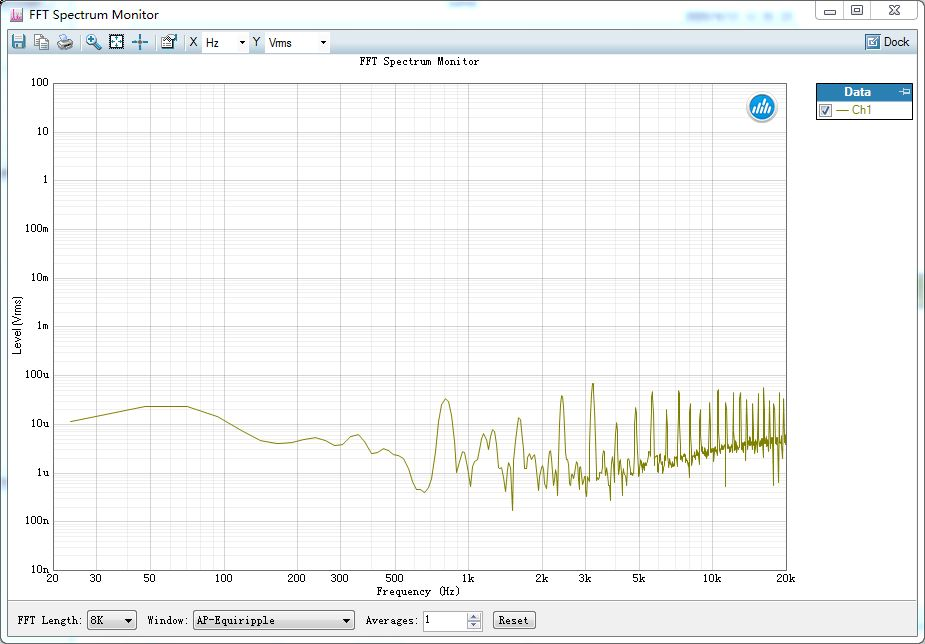 FFT Spectrum Monitor
X Hz Y Vrms Dock
FFT Spectrum Monitor
100
10
1
100m
10m
1m
100u
10u
1u
100n
10n
Level (Vrms)
20 30 50 100 200 300 500 1k 2k 3k 5k 10k 20k
Frequency (Hz)
Data
Ch1
FFT Length: 8K Window: AP-Equiripple Averages: 1 Reset